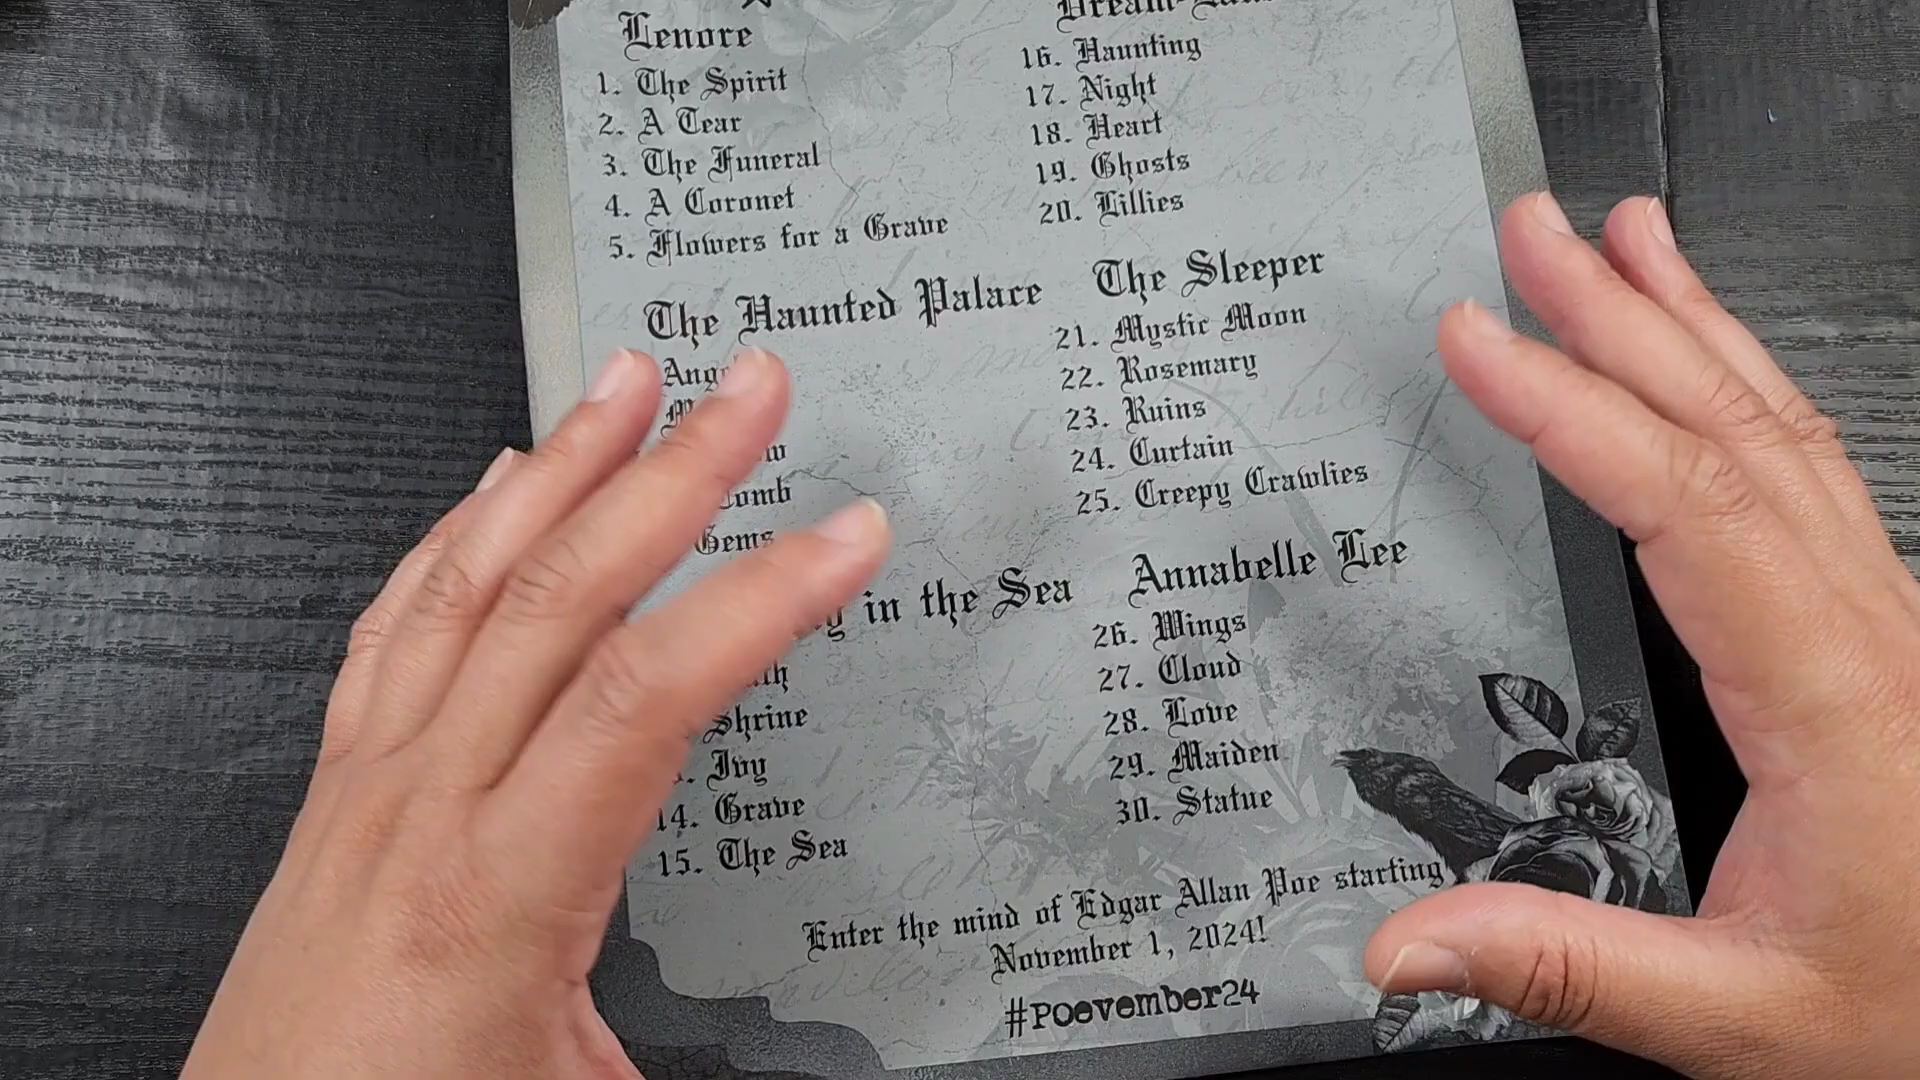 Lenore
1. The Spirit
2. A Tear
3. The Funeral
4. A Coronet
5. Flowers for a Grave
The Haunted Palace
Gems
in the Sea
Shrine
Ivy
14. Grave
15. The Sea
16. Haunting
17. Night
18. Heart
19. Ghosts
20. Lillies
The Sleeper
21. Mystic Moon
22. Rosemary
23. Ruins
24. Curtain
25. Creepy Crawlies
Annabelle Lee
26. Wings
27. Cloud
28. Love
29. Maiden
30. Statue
Enter the mind of Edgar Allan Poe starting
November 1, 2024!
#Poevember24